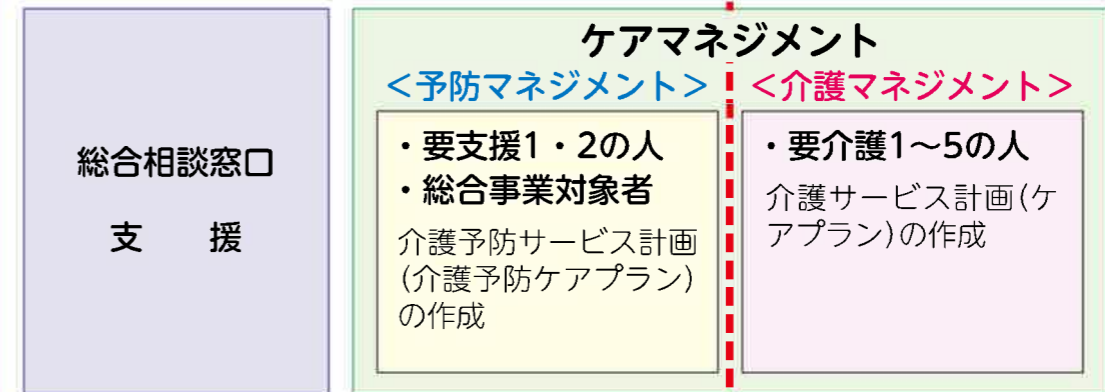 総合相談窓口
支　　援
ケアマネジメント
＜予防マネジメント＞
・要支援1・2の人
・総合事業対象者
介護予防サービス計画
(介護予防ケアプラン)
の作成
＜介護マネジメント＞
・要介護1～5の人
介護サービス計画(ケ
アプラン)の作成